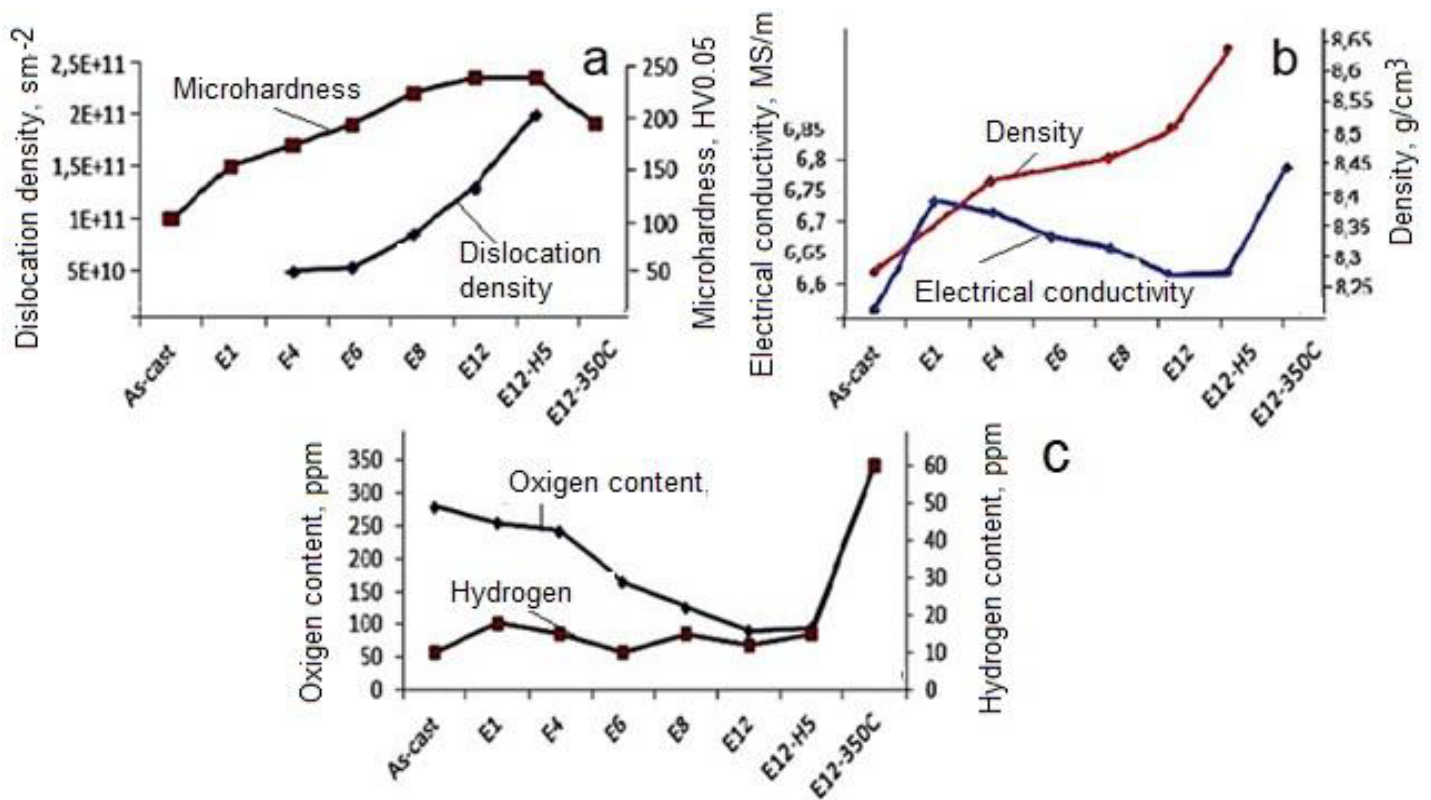 a
Dislocation density, sm-2
2,5E+11
2E+11
1,5E+11
1E+11
5E+10
Microhardness
Dislocation
density
250
200
150
100
50
Microhardness, HV0.05
As-cast
E1
E4
E6
E8
E12
E12-H5
E12-350C
b
Electrical conductivity, MS/m
6,85
6,8
6,75
6,7
6,65
6,6
Density
Electrical conductivity
8,65
8,6
8,55
8,5
8,45
8,4
8,35
8,3
8,25
Density, g/cm3
As-cast
E1
E4
E6
E8
E12
E12-H5
E12-350C
c
Oxigen content, ppm
350
300
250
200
150
100
50
0
Oxigen content,
Hydrogen
60
50
40
30
20
10
0
Hydrogen content, ppm
As-cast
E1
E4
E6
E8
E12
E12-H5
E12-350C